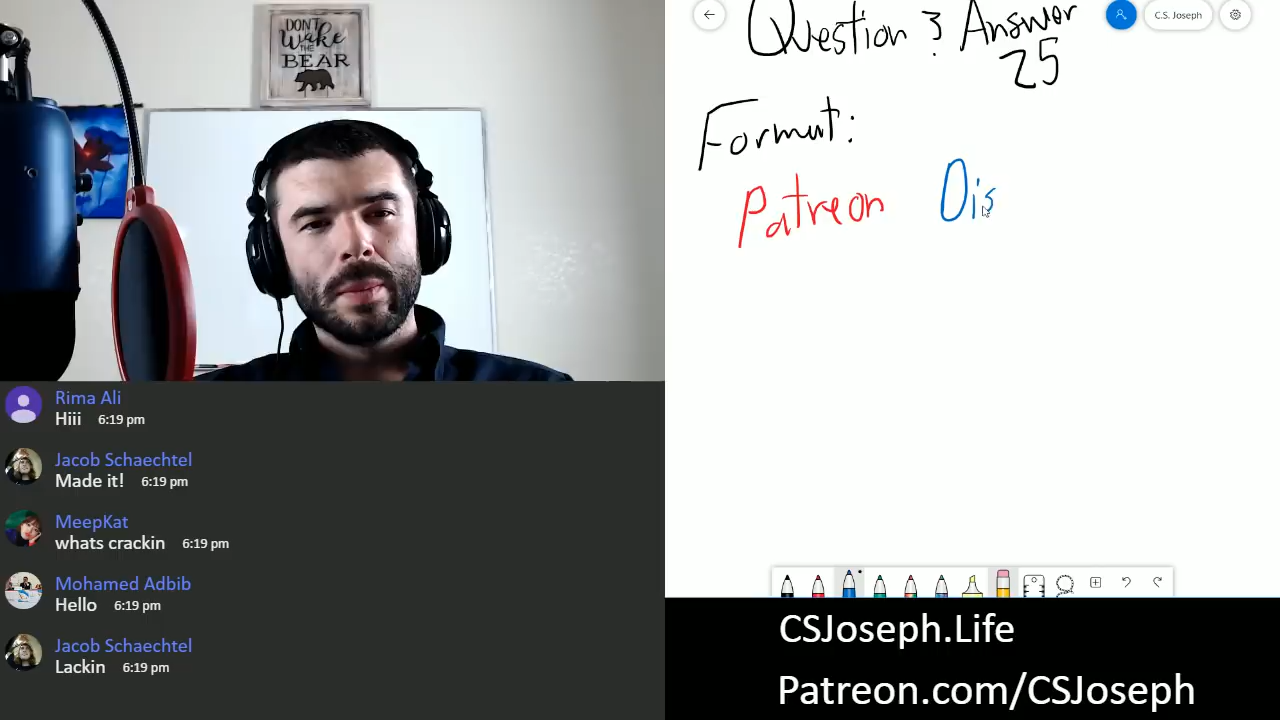 DON'T
Wake
THE
BEAR
Rima Ali
Hiii 6:19 pm
Jacob Schaechtel
Made it! 6:19 pm
MeepKat
whats crackin 6:19 pm
Mohamed Adbib
Hello 6:19 pm
Jacob Schaechtel
Lackin 6:19 pm
C.S. Joseph
Question & Answer
25
Format:
Patreon Dis
CSJoseph.Life
Patreon.com/CSJoseph